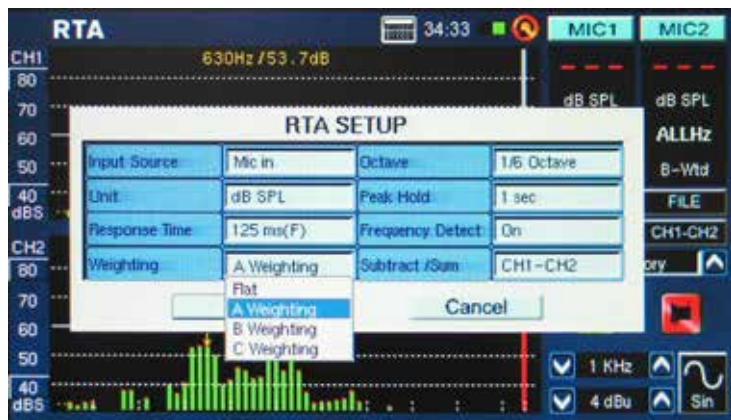 RTA
34:33
MIC1
MIC2
CH1
630Hz/53.7dB
80
70
60
50
40
dBS
dB SPL
dB SPL
ALLHz
B-Wtd
FILE
CH1-CH2
ory
RTA SETUP
Input Source
Mic in
Octave
1/6 Octave
Unit
dB SPL
Peak Hold
1 sec
Response Time
125 ms(F)
Frequency Detect
On
Weighting
A Weighting
Subtract /Sum
CH1-CH2
Flat
A Weighting
B Weighting
C Weighting
Cancel
CH2
80
70
60
50
40
dBS
1 KHz
4 dBu
Sin